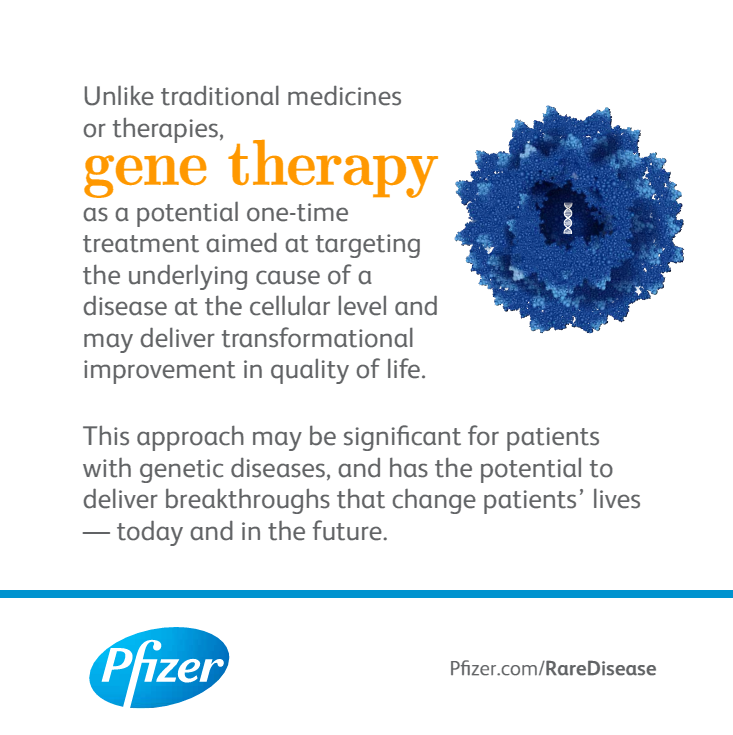 Unlike traditional medicines
or therapies,
gene therapy
as a potential one-time
treatment aimed at targeting
the underlying cause of a
disease at the cellular level and
may deliver transformational
improvement in quality of life.
This approach may be significant for patients
with genetic diseases, and has the potential to
deliver breakthroughs that change patients’ lives
— today and in the future.
Pfizer
Pfizer.com/RareDisease